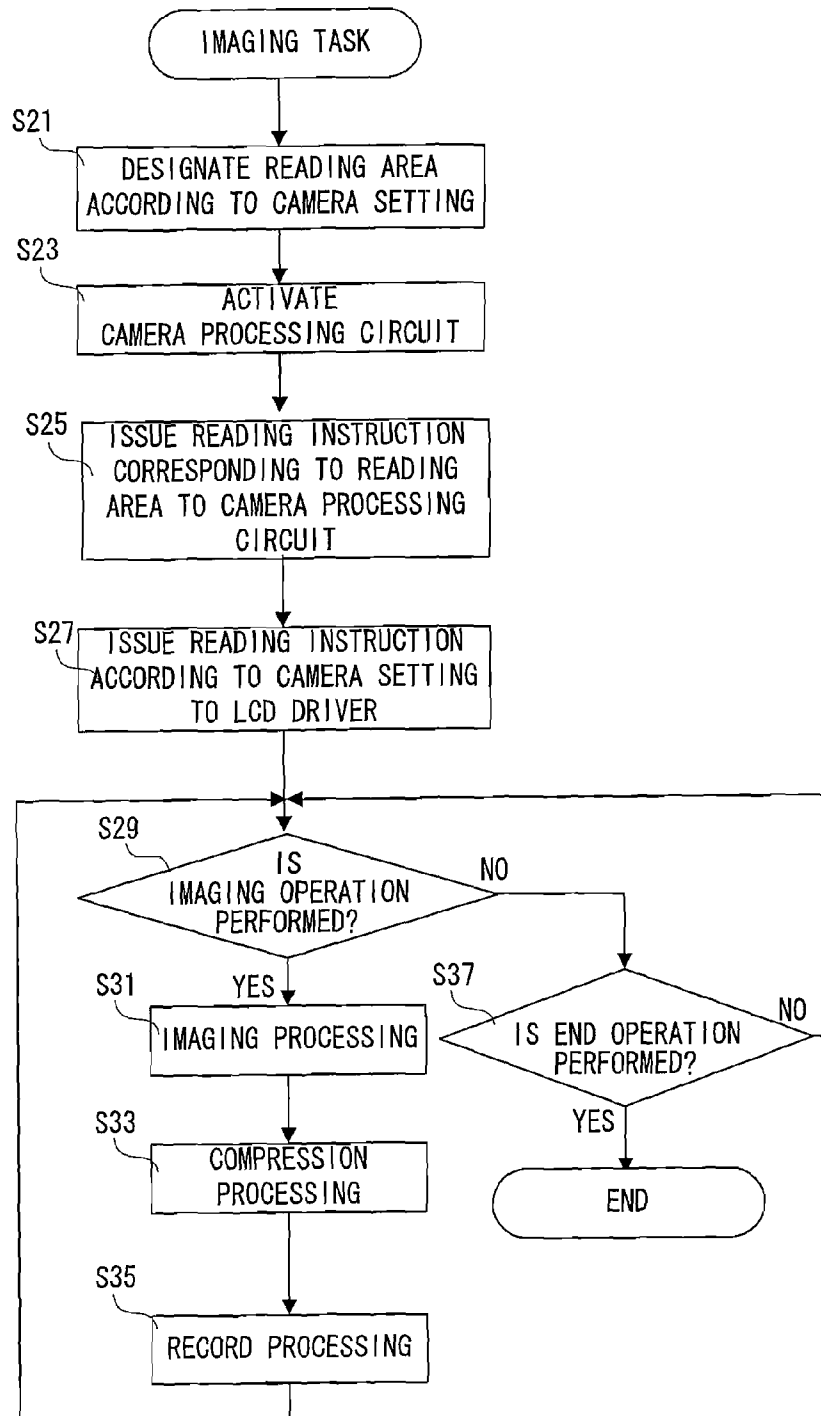 IMAGING TASK
S21
DESIGNATE READING AREA
ACCORDING TO CAMERA SETTING
S23
ACTIVATE
CAMERA PROCESSING CIRCUIT
S25
ISSUE READING INSTRUCTION
CORRESPONDING TO READING
AREA TO CAMERA PROCESSING
CIRCUIT
S27
ISSUE READING INSTRUCTION
ACCORDING TO CAMERA SETTING
TO LCD DRIVER
S29
IS
IMAGING OPERATION
PERFORMED?
NO
YES
S31
IMAGING PROCESSING
S33
COMPRESSION
PROCESSING
S35
RECORD PROCESSING
S37
IS END OPERATION
PERFORMED?
NO
YES
END